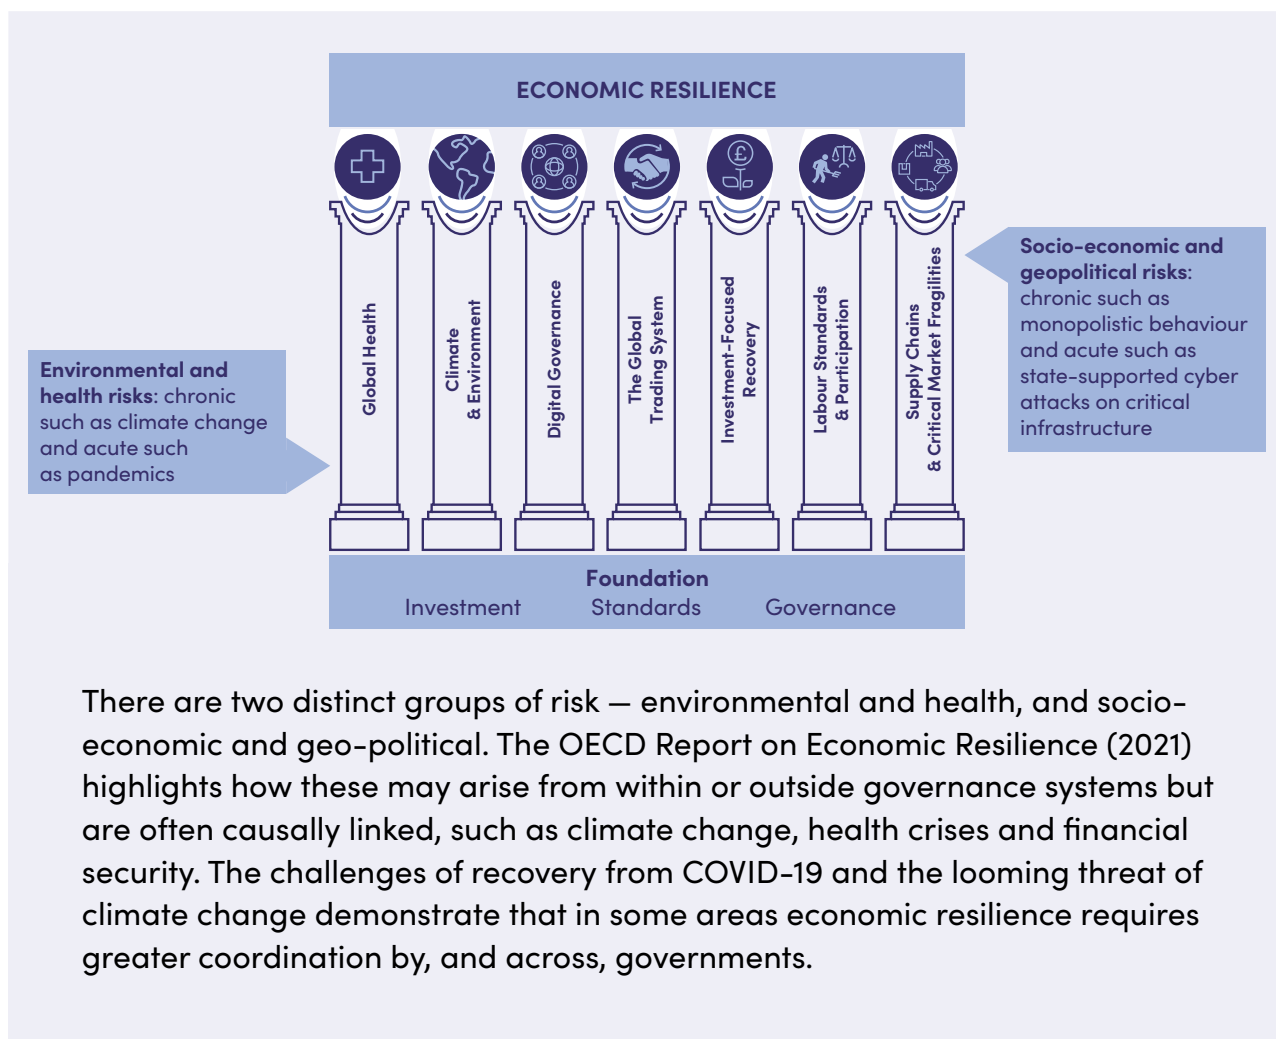 ECONOMIC RESILIENCE
£
Global Health
Climate
& Environment
Digital Governance
The Global
Trading System
Investment-Focused
Recovery
Labour Standards
& Participation
Supply Chains
& Critical Market Fragilities
Environmental and
health risks: chronic
such as climate change
and acute such
as pandemics
Socio-economic and
geopolitical risks:
chronic such as
monopolistic behaviour
and acute such as
state-supported cyber
attacks on critical
infrastructure
Foundation
Investment Standards Governance
There are two distinct groups of risk — environmental and health, and socio-
economic and geo-political. The OECD Report on Economic Resilience (2021)
highlights how these may arise from within or outside governance systems but
are often causally linked, such as climate change, health crises and financial
security. The challenges of recovery from COVID-19 and the looming threat of
climate change demonstrate that in some areas economic resilience requires
greater coordination by, and across, governments.